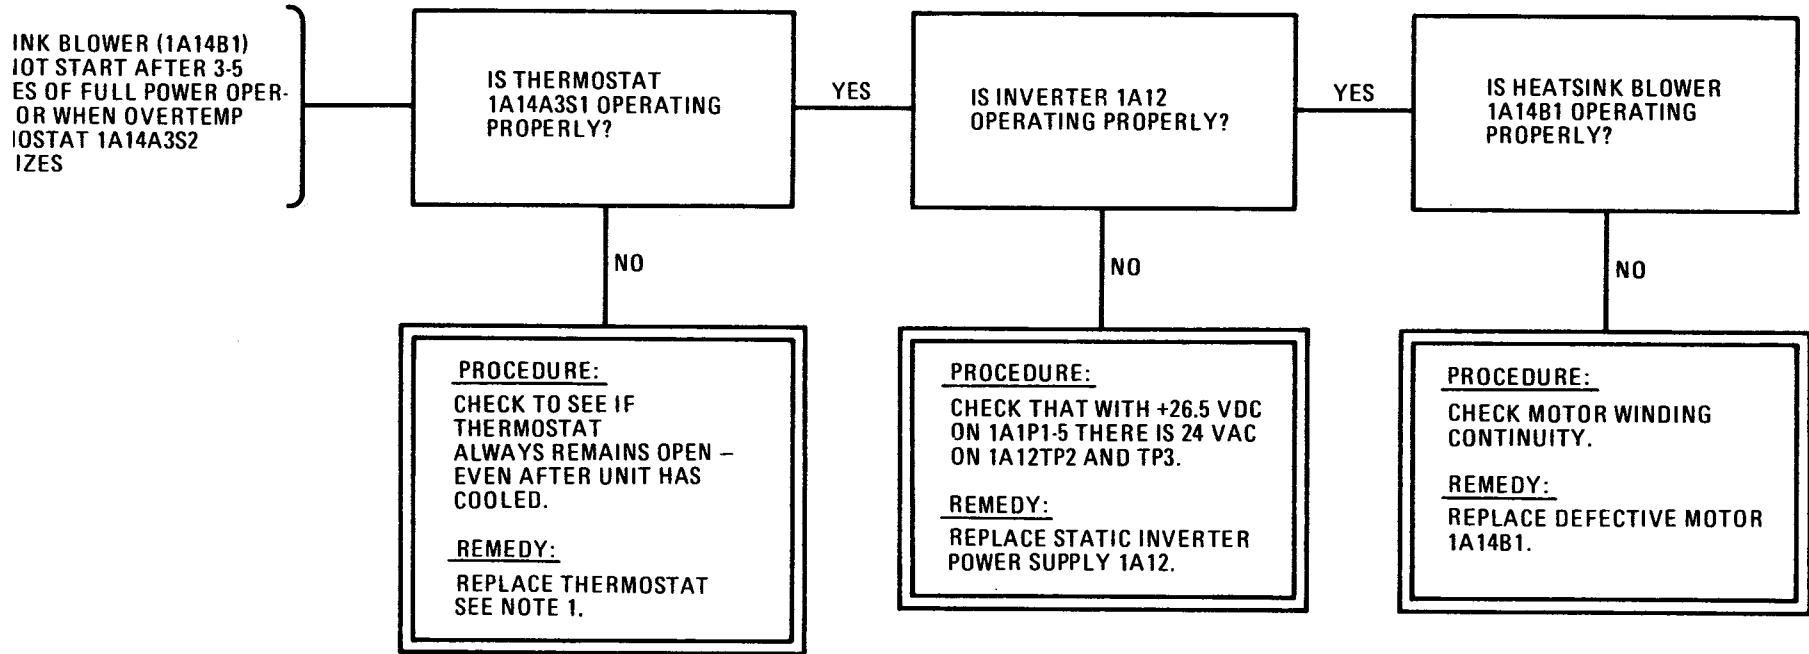 INK BLOWER (1A14B1)
IOT START AFTER 3-5
ES OF FULL POWER OPER-
OR WHEN OVERTEMP
IOSTAT 1A14A3S2
IZES
IS THERMOSTAT
1A14A3S1 OPERATING
PROPERLY?
YES
IS INVERTER 1A12
OPERATING PROPERLY?
YES
IS HEATSINK BLOWER
1A14B1 OPERATING
PROPERLY?
NO
NO
NO
PROCEDURE:
CHECK TO SEE IF
THERMOSTAT
ALWAYS REMAINS OPEN –
EVEN AFTER UNIT HAS
COOLED.
REMEDY:
REPLACE THERMOSTAT
SEE NOTE 1.
PROCEDURE:
CHECK THAT WITH +26.5 VDC
ON 1A1P1-5 THERE IS 24 VAC
ON 1A12TP2 AND TP3.
REMEDY:
REPLACE STATIC INVERTER
POWER SUPPLY 1A12.
PROCEDURE:
CHECK MOTOR WINDING
CONTINUITY.
REMEDY:
REPLACE DEFECTIVE MOTOR
1A14B1.